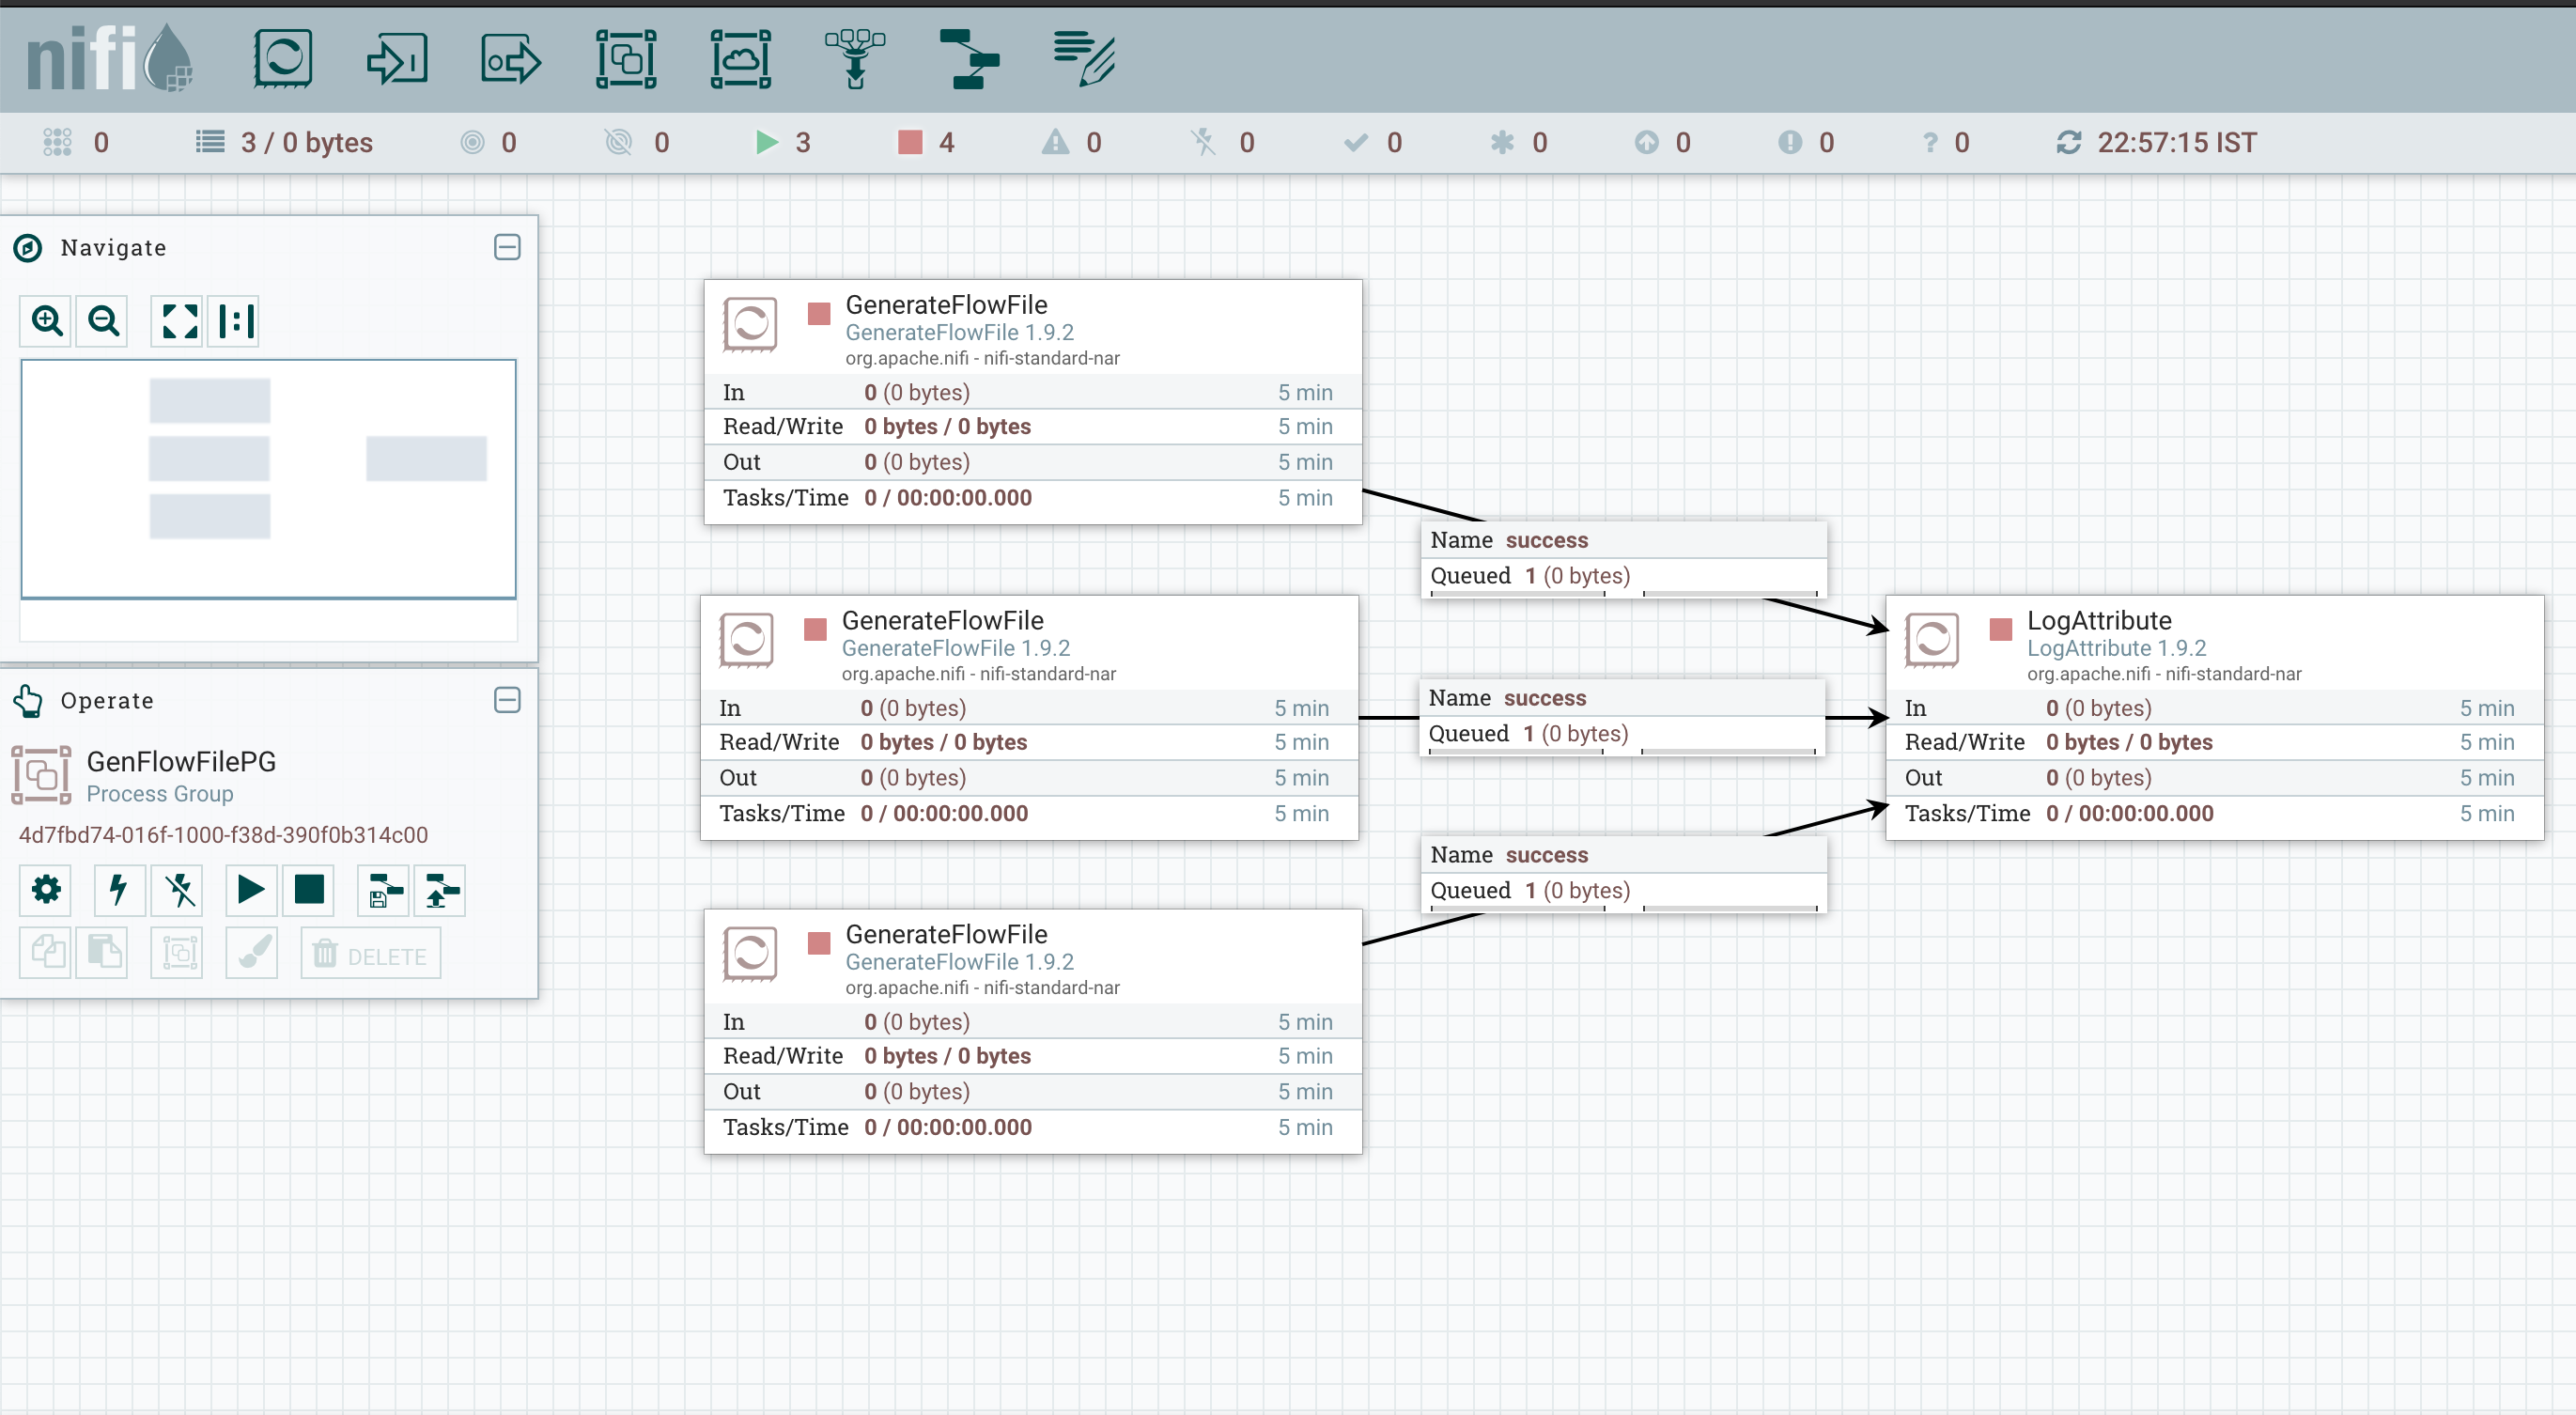 nifi
0 3 / 0 bytes 0 0 3 4 0 0 0 0 0 0 ? 0 22:57:15 IST
Navigate
Operate
GenFlowFilePG
Process Group
4d7fbd74-016f-1000-f38d-390f0b314c00
DELETE
GenerateFlowFile
GenerateFlowFile 1.9.2
org.apache.nifi - nifi-standard-nar
In 0 (0 bytes) 5 min
Read/Write 0 bytes / 0 bytes 5 min
Out 0 (0 bytes) 5 min
Tasks/Time 0 / 00:00:00.000 5 min
Name success
Queued 1 (0 bytes)
GenerateFlowFile
GenerateFlowFile 1.9.2
org.apache.nifi - nifi-standard-nar
In 0 (0 bytes) 5 min
Read/Write 0 bytes / 0 bytes 5 min
Out 0 (0 bytes) 5 min
Tasks/Time 0 / 00:00:00.000 5 min
Name success
Queued 1 (0 bytes)
LogAttribute
LogAttribute 1.9.2
org.apache.nifi - nifi-standard-nar
In 0 (0 bytes) 5 min
Read/Write 0 bytes / 0 bytes 5 min
Out 0 (0 bytes) 5 min
Tasks/Time 0 / 00:00:00.000 5 min
Name success
Queued 1 (0 bytes)
GenerateFlowFile
GenerateFlowFile 1.9.2
org.apache.nifi - nifi-standard-nar
In 0 (0 bytes) 5 min
Read/Write 0 bytes / 0 bytes 5 min
Out 0 (0 bytes) 5 min
Tasks/Time 0 / 00:00:00.000 5 min